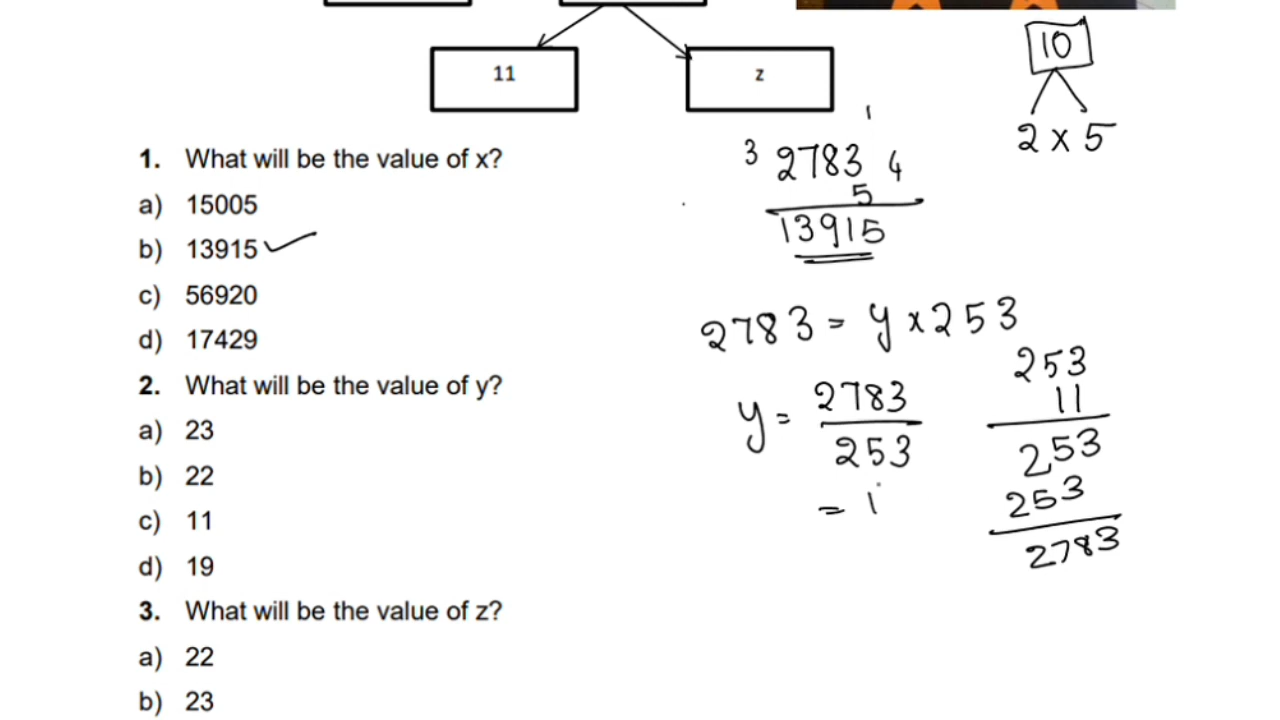 11
z
10
2 x 5
1. What will be the value of x?
a) 15005
b) 13915
c) 56920
d) 17429
2. What will be the value of y?
a) 23
b) 22
c) 11
d) 19
3. What will be the value of z?
a) 22
b) 23
1
3 2783 4
5
13915
2783 = y x 253
y = 2783
253
= 1
253
11
253
253
2783